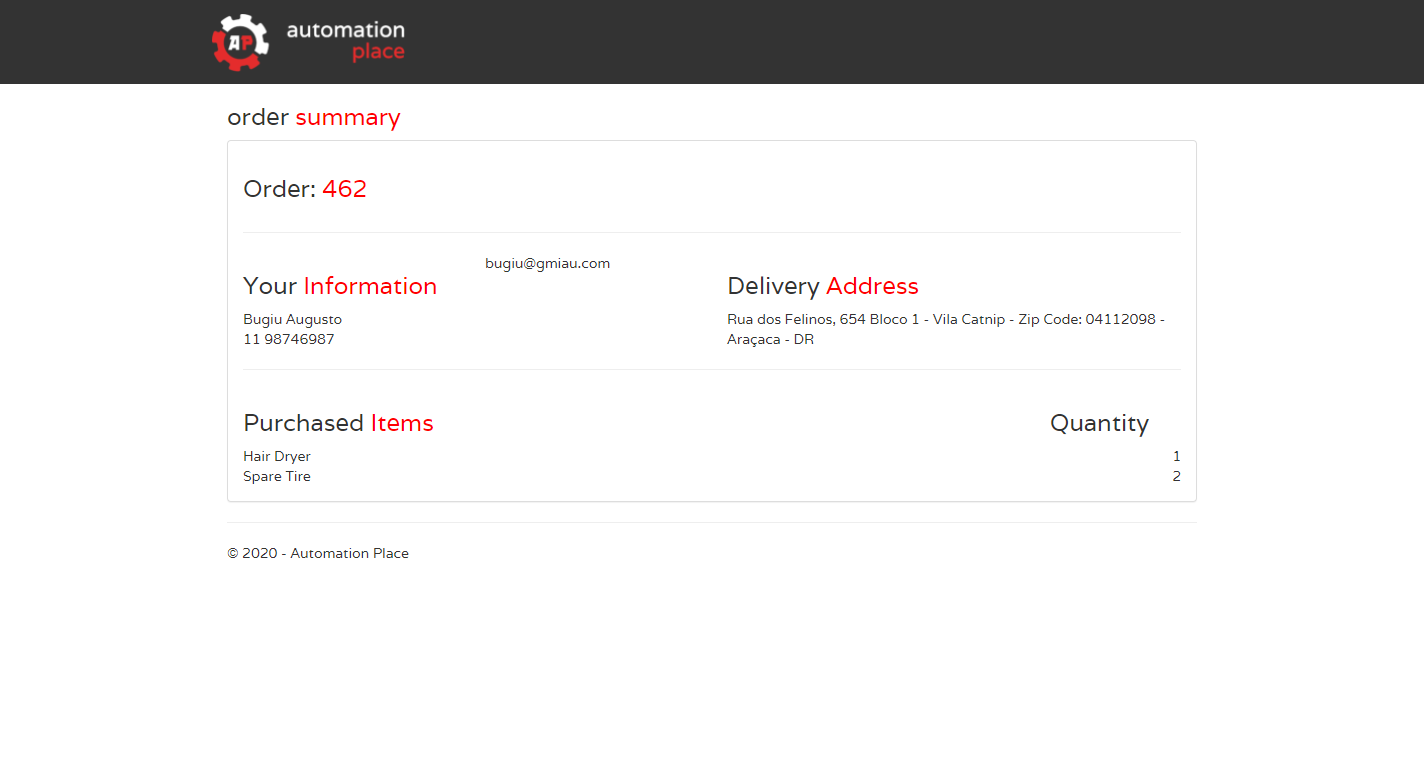 AP
automation
place
order summary
Order: 462
bugiu@gmiau.com
Your Information
Bugiu Augusto
11 98746987
Delivery Address
Rua dos Felinos, 654 Bloco 1 - Vila Catnip - Zip Code: 04112098 -
Araçaca - DR
Purchased Items Quantity
Hair Dryer 1
Spare Tire 2
© 2020 - Automation Place